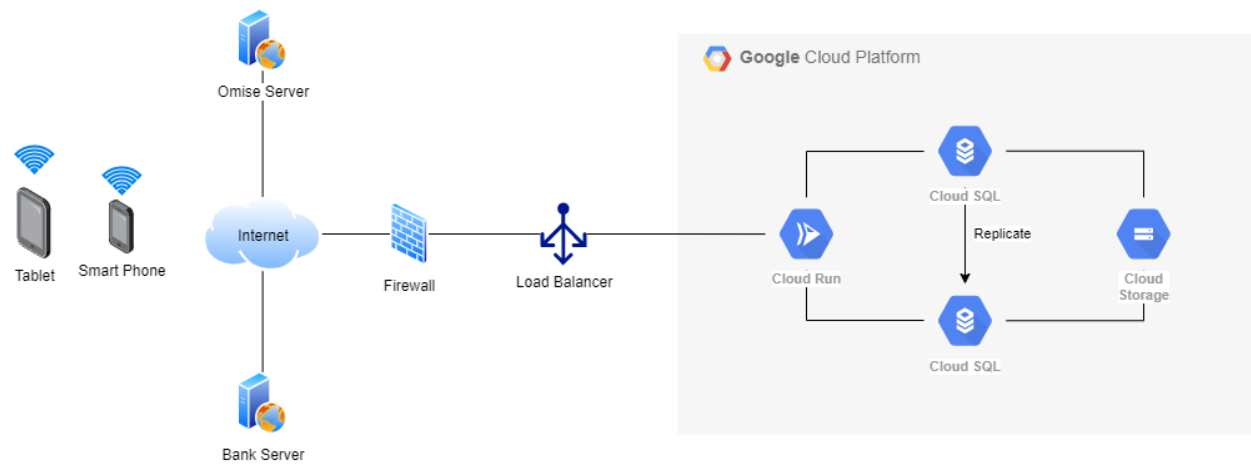 Omise Server
Google Cloud Platform
Cloud SQL
Internet
Replicate
Tablet
Smart Phone
Firewall
Load Balancer
Cloud Run
Cloud
Storage
Cloud SQL
Bank Server